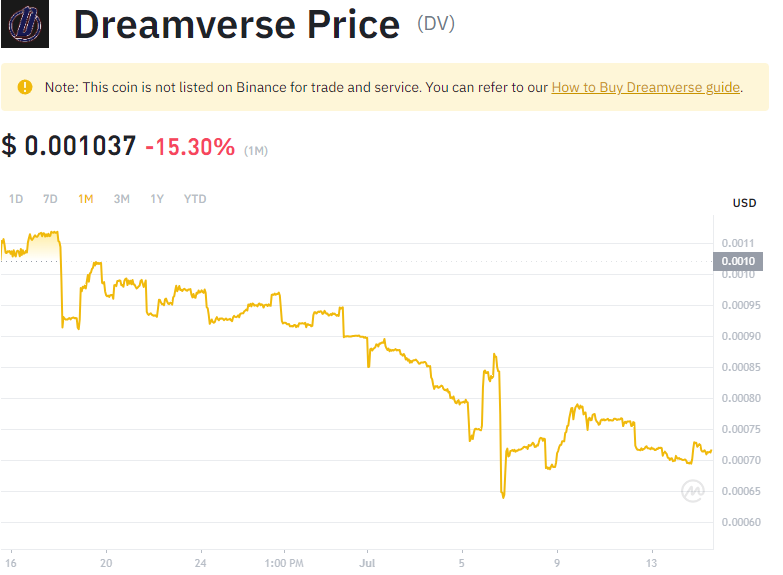 Dreamverse Price (DV)
Note: This coin is not listed on Binance for trade and service. You can refer to our How to Buy Dreamverse guide.
$ 0.001037 -15.30% (1M)
1D 7D 1M 3M 1Y YTD
USD
0.0011
0.0010
0.0010
0.00095
0.00090
0.00085
0.00080
0.00075
0.00070
0.00065
0.00060
16 20 24 1:00 PM Jul 5 9 13